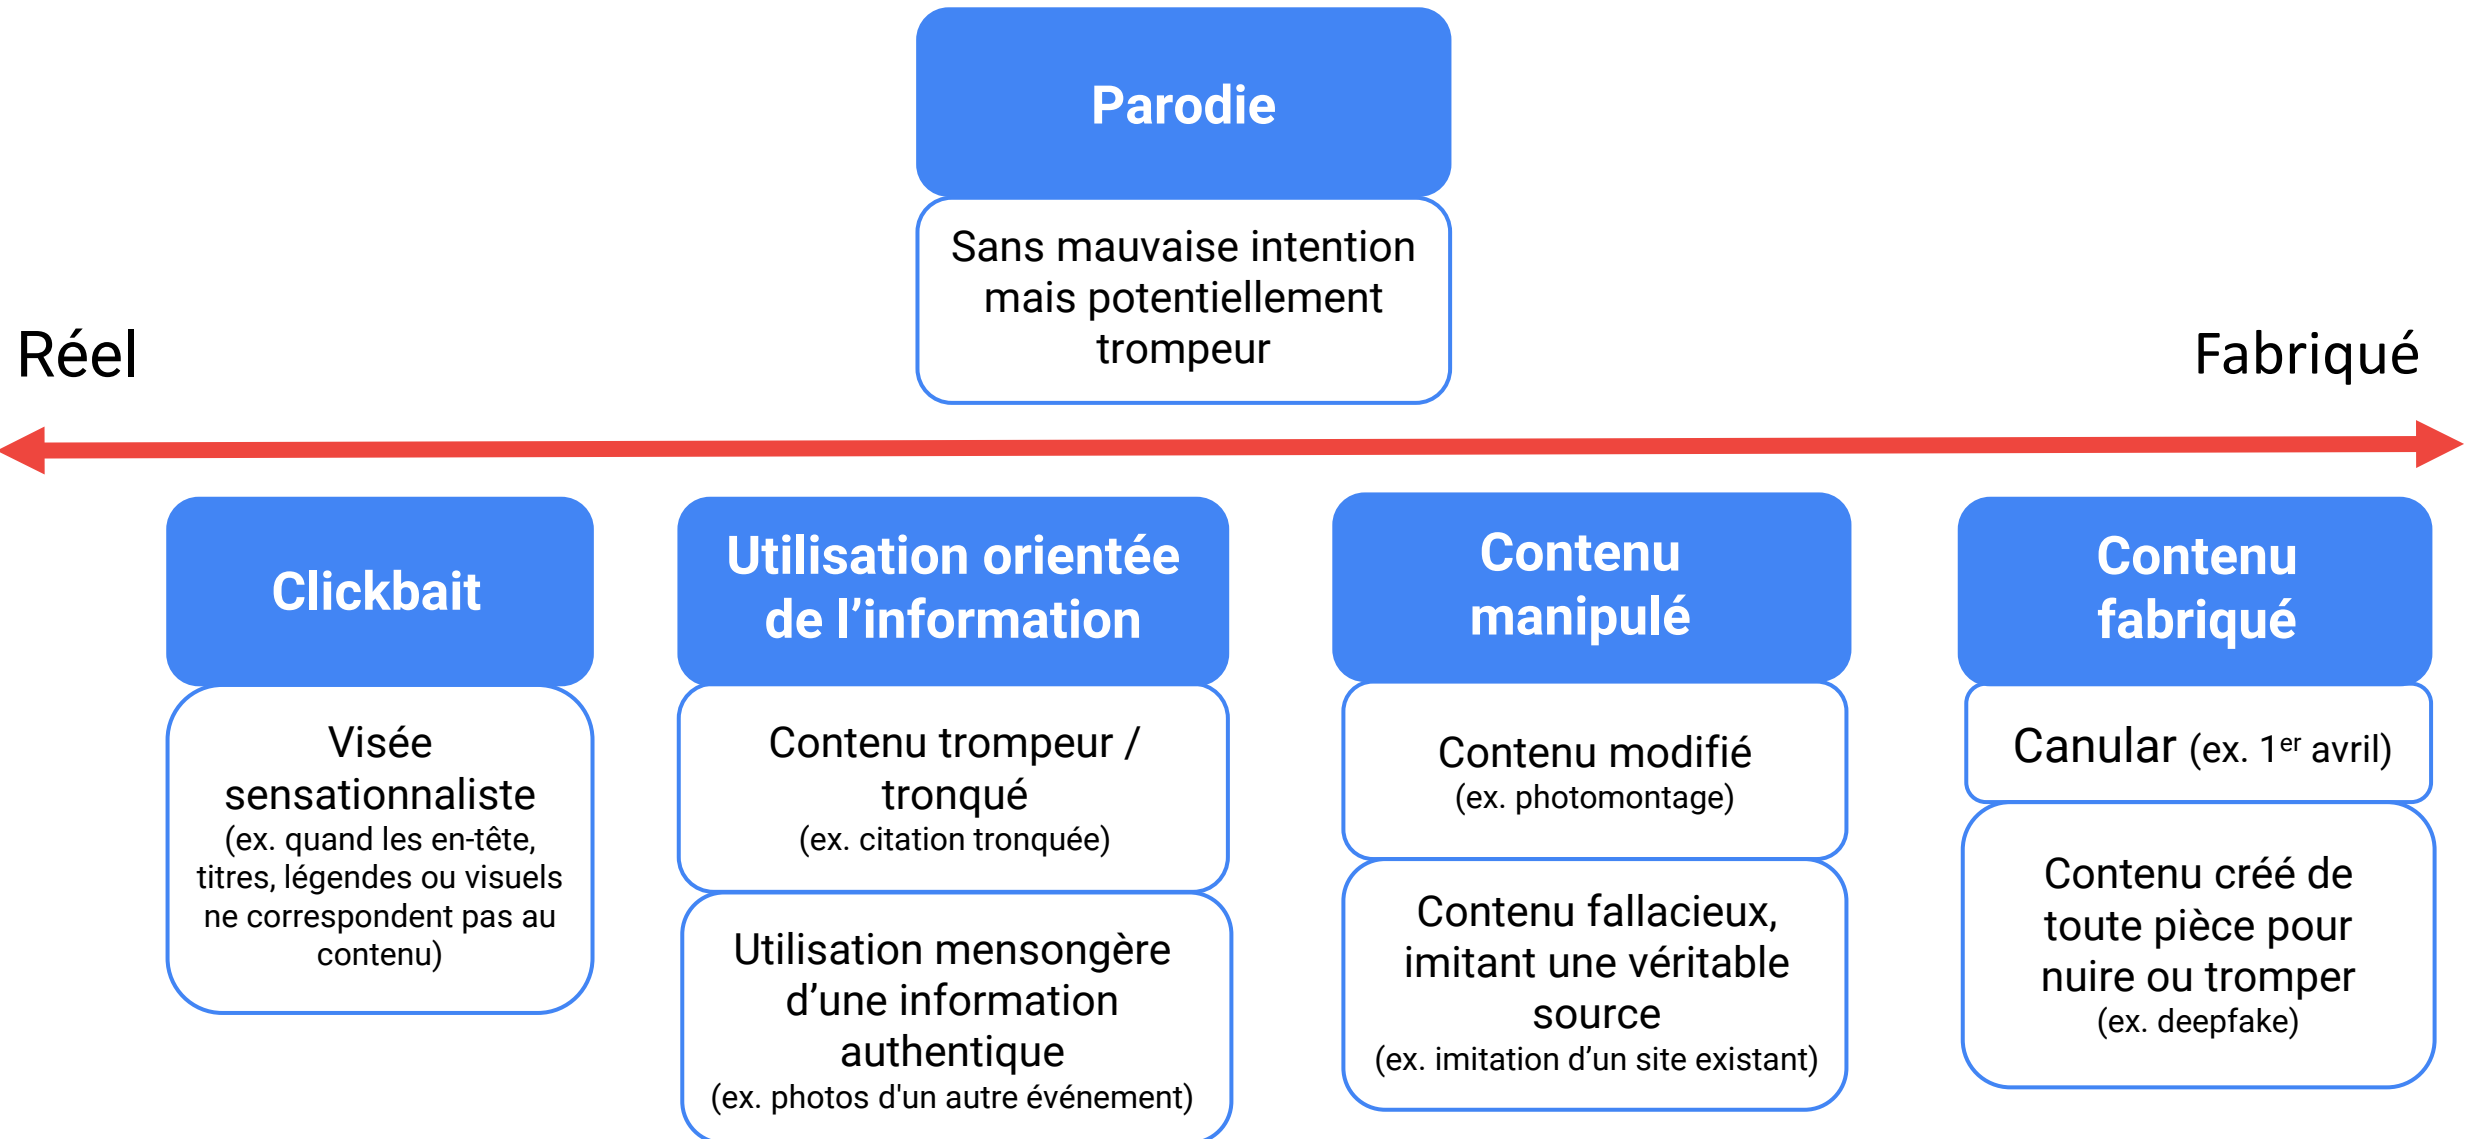 Parodie
Sans mauvaise intention
mais potentiellement
trompeur
Réel
Fabriqué
Clickbait
Visée
sensationnaliste
(ex. quand les en-tête,
titres, légendes ou visuels
ne correspondent pas au
contenu)
Utilisation orientée
de l’information
Contenu trompeur /
tronqué
(ex. citation tronquée)
Utilisation mensongère
d’une information
authentique
(ex. photos d'un autre événement)
Contenu
manipulé
Contenu modifié
(ex. photomontage)
Contenu fallacieux,
imitant une véritable
source
(ex. imitation d’un site existant)
Contenu
fabriqué
Canular (ex. 1er avril)
Contenu créé de
toute pièce pour
nuire ou tromper
(ex. deepfake)